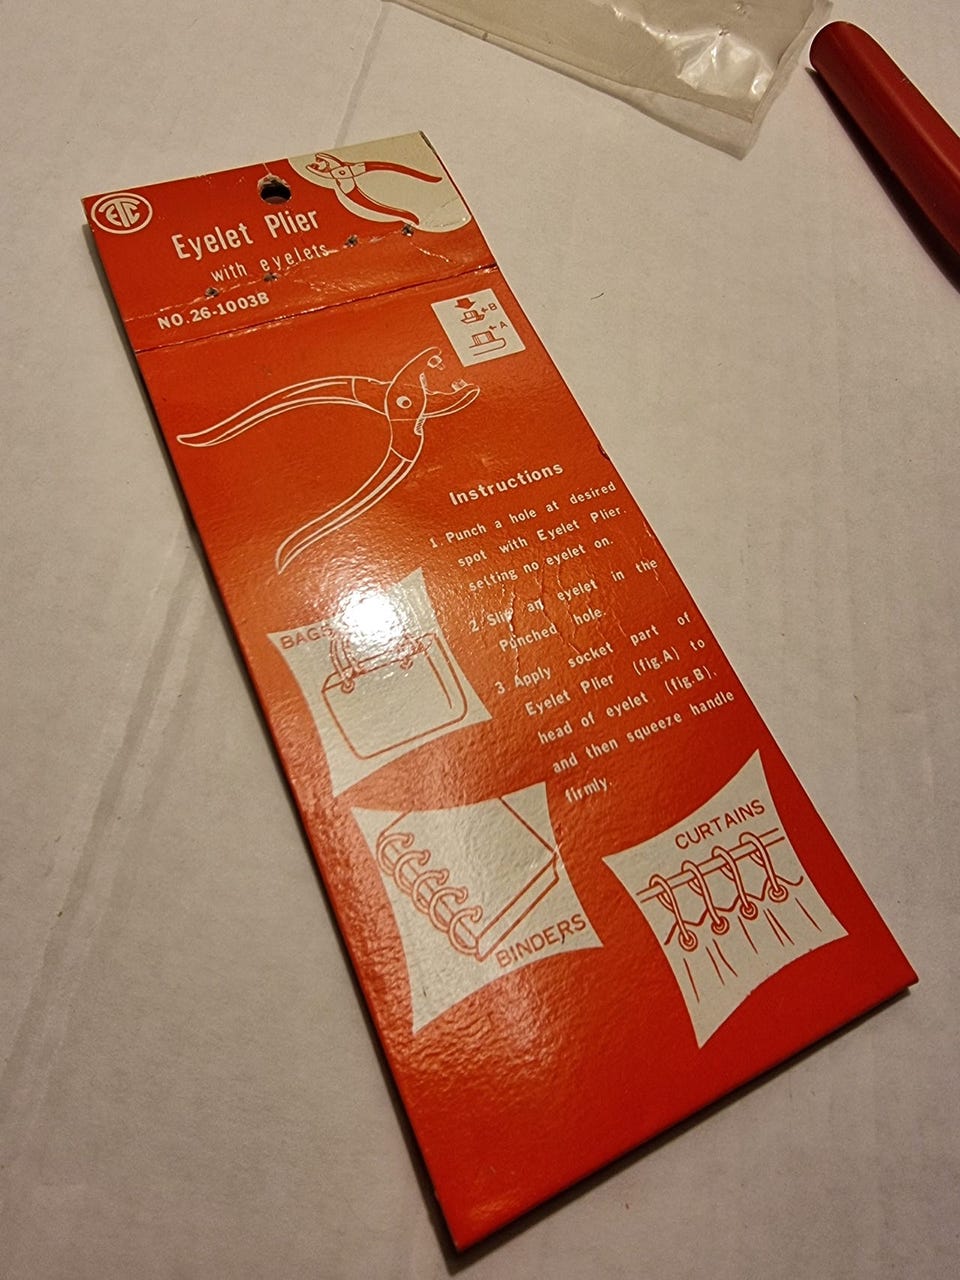 ETC
Eyelet Plier
with eyelets
NO.26-1003B
B
A
Instructions
1. Punch a hole at desired
spot with Eyelet Plier.
setting no eyelet on.
2. Slip an eyelet in the
Punched hole.
3. Apply socket part of
Eyelet Plier (fig.A) to
head of eyelet (fig.B),
and then squeeze handle
firmly.
BAGS
BINDERS
CURTAINS